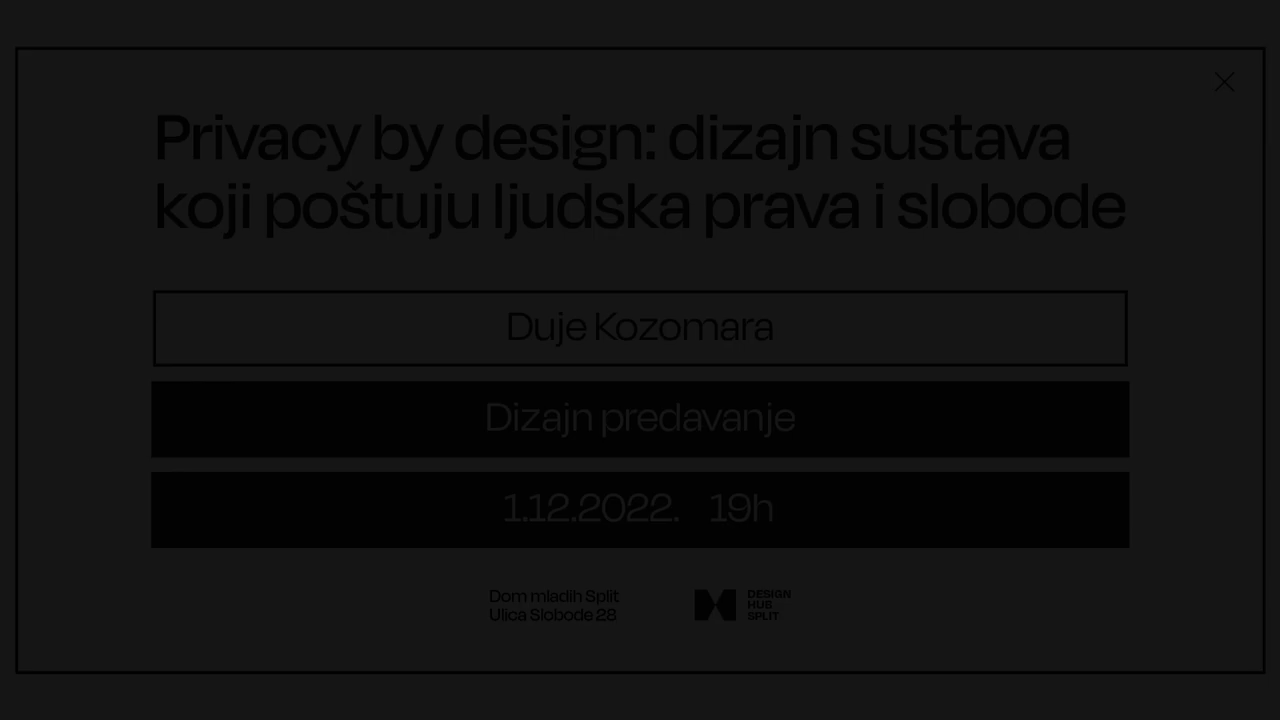 Privacy by design: dizajn sustava
koji poštuju ljudska prava i slobode
Duje Kozomara
Dizajn predavanje
1.12.2022. 19h
Dom mladih Split
Ulica Slobode 28
DESIGN
HUB
SPLIT